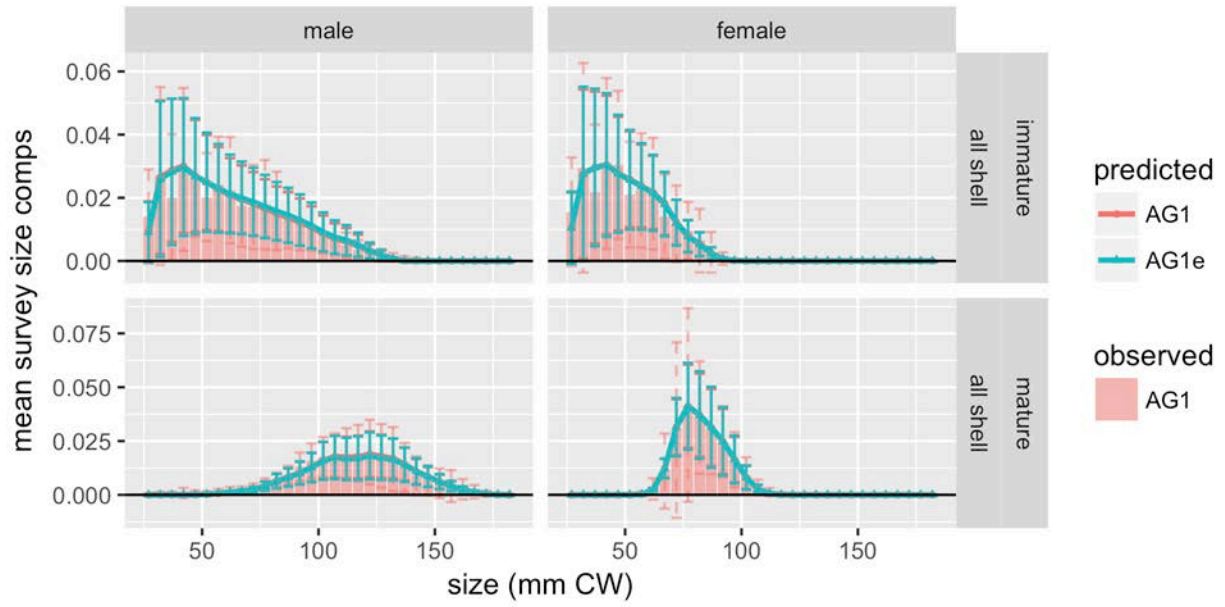 male
female
mean survey size comps
0.06
0.04
0.02
0.00
0.075
0.050
0.025
0.000
all shell
immature
all shell
mature
50
100
150
50
100
150
size (mm CW)
predicted
AG1
AG1e
observed
AG1